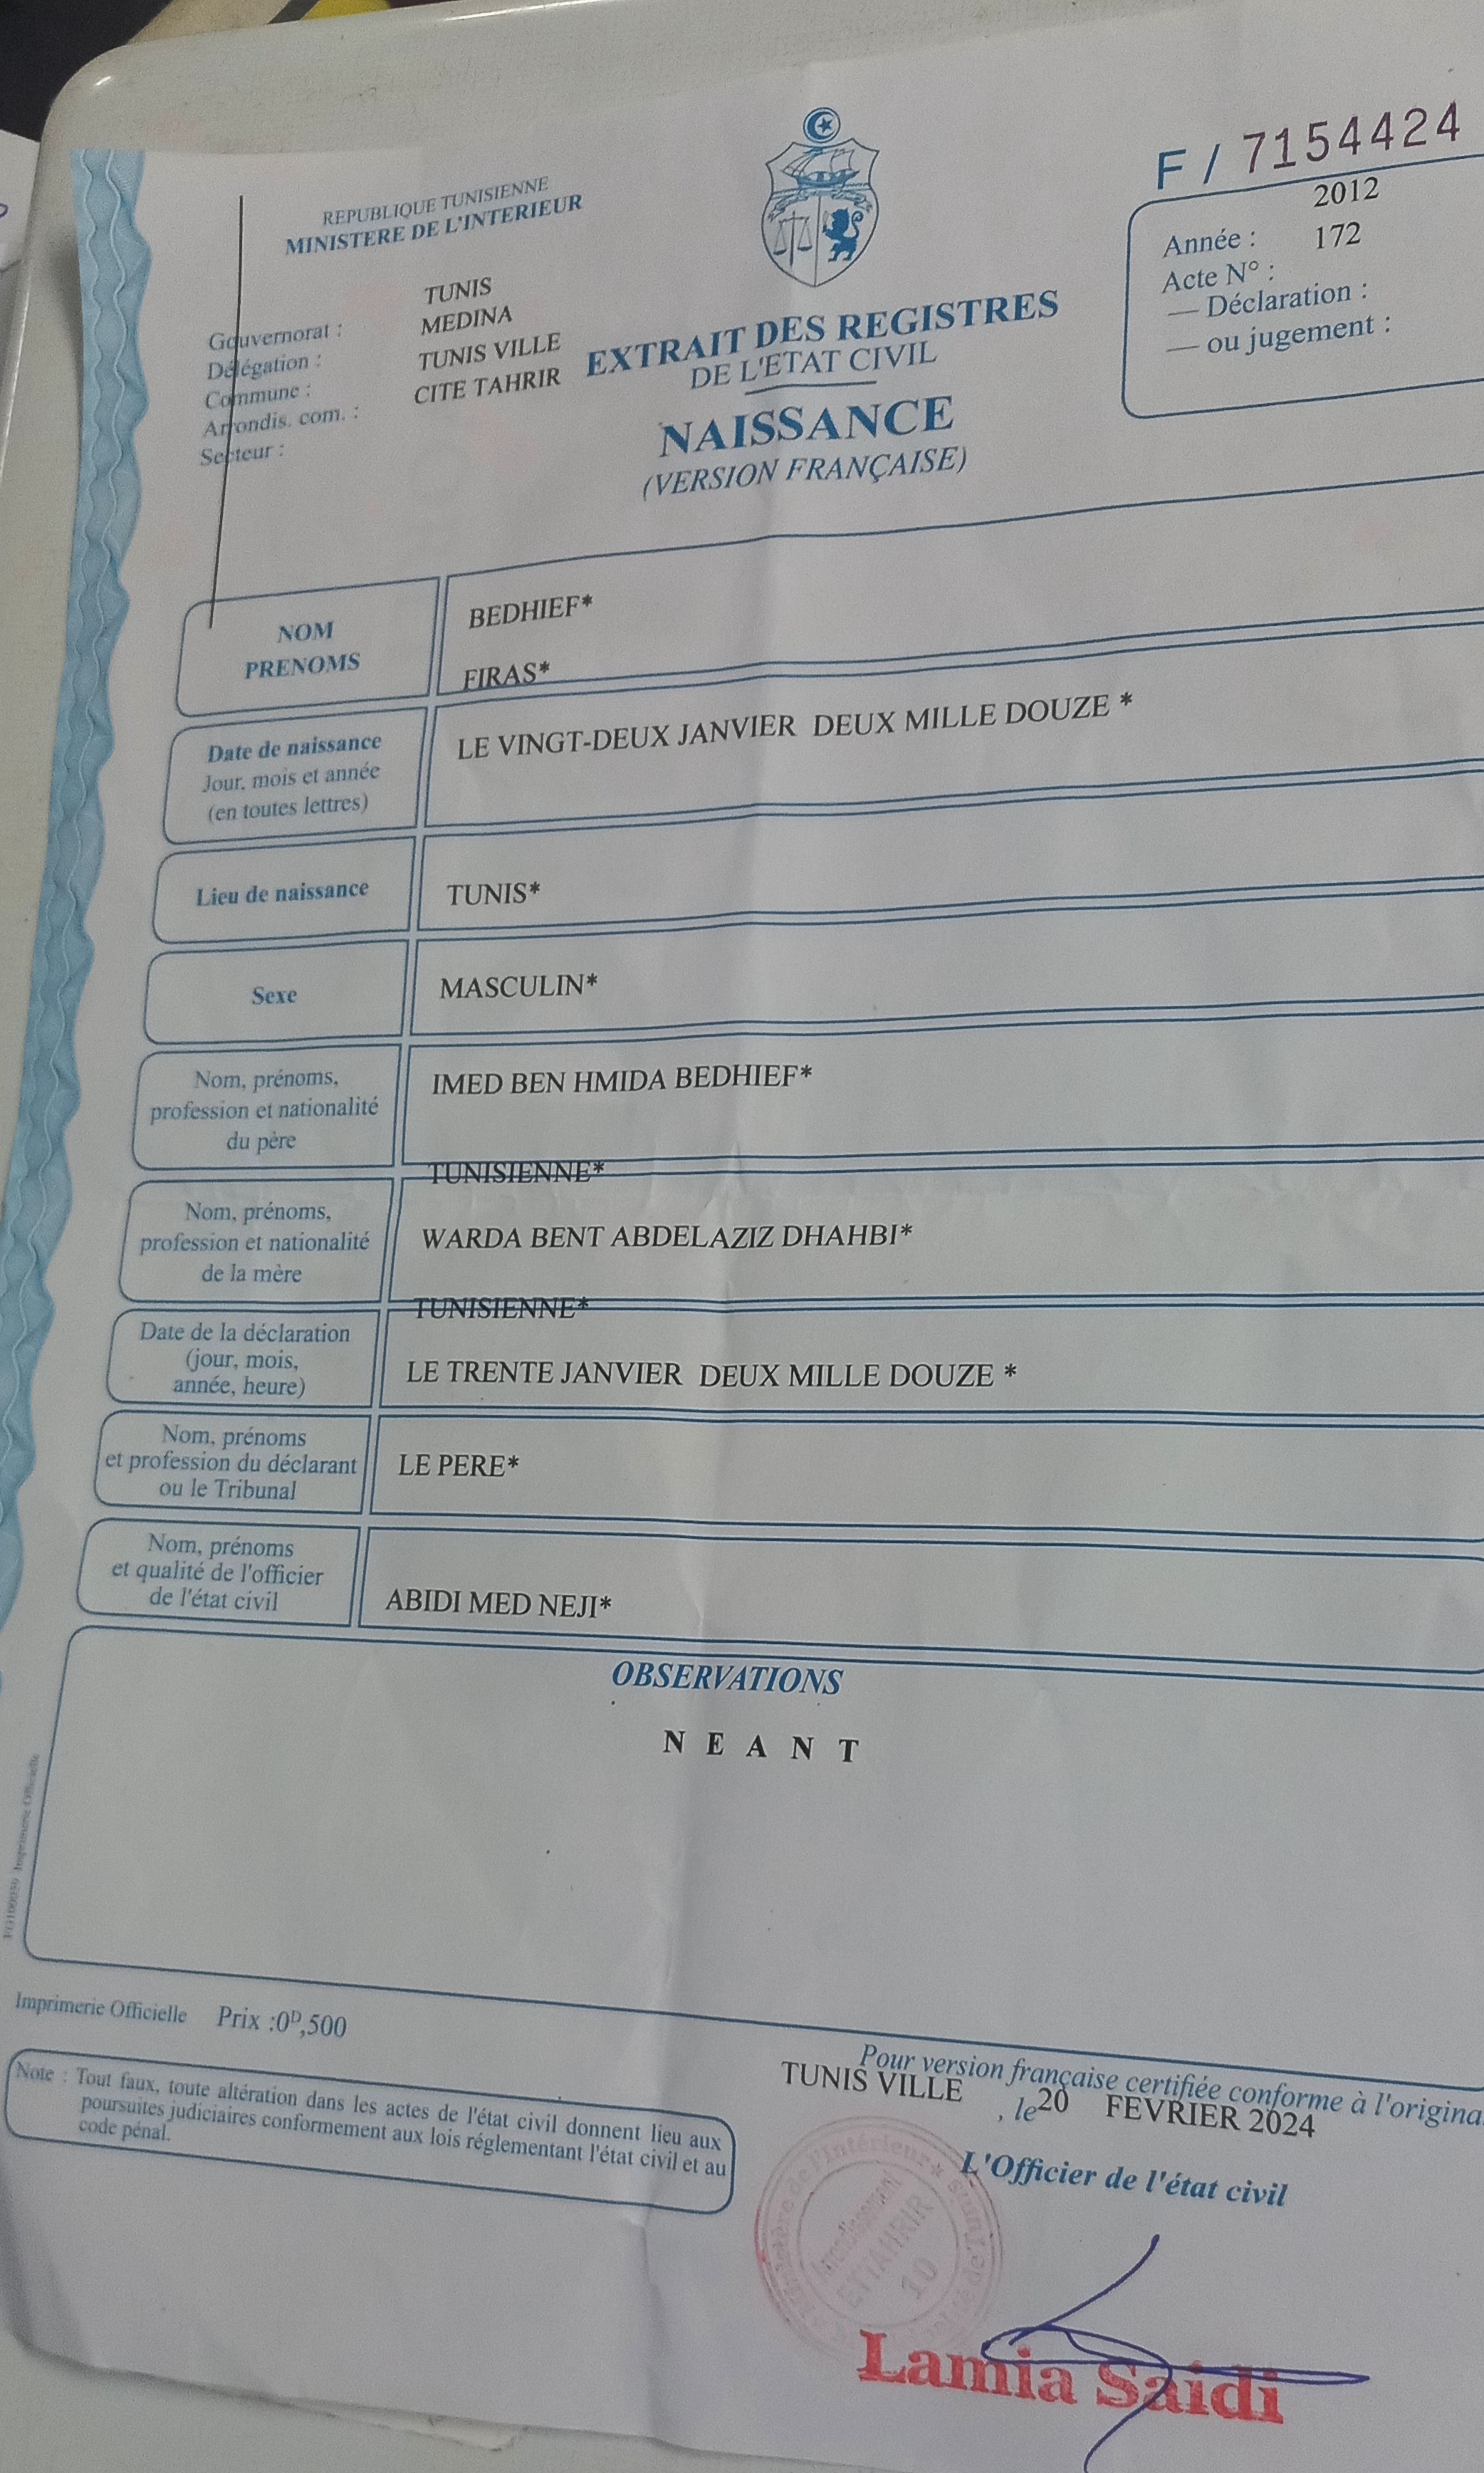 REPUBLIQUE TUNISIENNE
MINISTERE DE L'INTERIEUR
F / 7154424
2012
Année :
172
Acte N° :
— Déclaration :
— ou jugement :
Gouvernorat : TUNIS
Délégation : MEDINA
Commune : TUNIS VILLE
Arrondis. com. : CITE TAHRIR
Secteur :
EXTRAIT DES REGISTRES
DE L'ETAT CIVIL
NAISSANCE
(VERSION FRANÇAISE)
NOM
PRENOMS
BEDHIEF*
FIRAS*
Date de naissance
Jour, mois et année
(en toutes lettres)
LE VINGT-DEUX JANVIER DEUX MILLE DOUZE *
Lieu de naissance
TUNIS*
Sexe
MASCULIN*
Nom, prénoms,
profession et nationalité
du père
IMED BEN HMIDA BEDHIEF*
TUNISIENNE*
Nom, prénoms,
profession et nationalité
de la mère
WARDA BENT ABDELAZIZ DHAHBI*
TUNISIENNE*
Date de la déclaration
(jour, mois,
année, heure)
LE TRENTE JANVIER DEUX MILLE DOUZE *
Nom, prénoms
et profession du déclarant
ou le Tribunal
LE PERE*
Nom, prénoms
et qualité de l'officier
de l'état civil
ABIDI MED NEJI*
OBSERVATIONS
N E A N T
Imprimerie Officielle
Imprimerie Officielle Prix :0ᴰ,500
Note : Tout faux, toute altération dans les actes de l'état civil donnent lieu aux
poursuites judiciaires conformement aux lois réglementant l'état civil et au
code pénal.
Pour version française certifiée conforme à l'origina
TUNIS VILLE , le 20 FEVRIER 2024
L'Officier de l'état civil
Ministère de l'Intérieur
Arrondissement
ETTAHRIR
10
Lamia Saidi